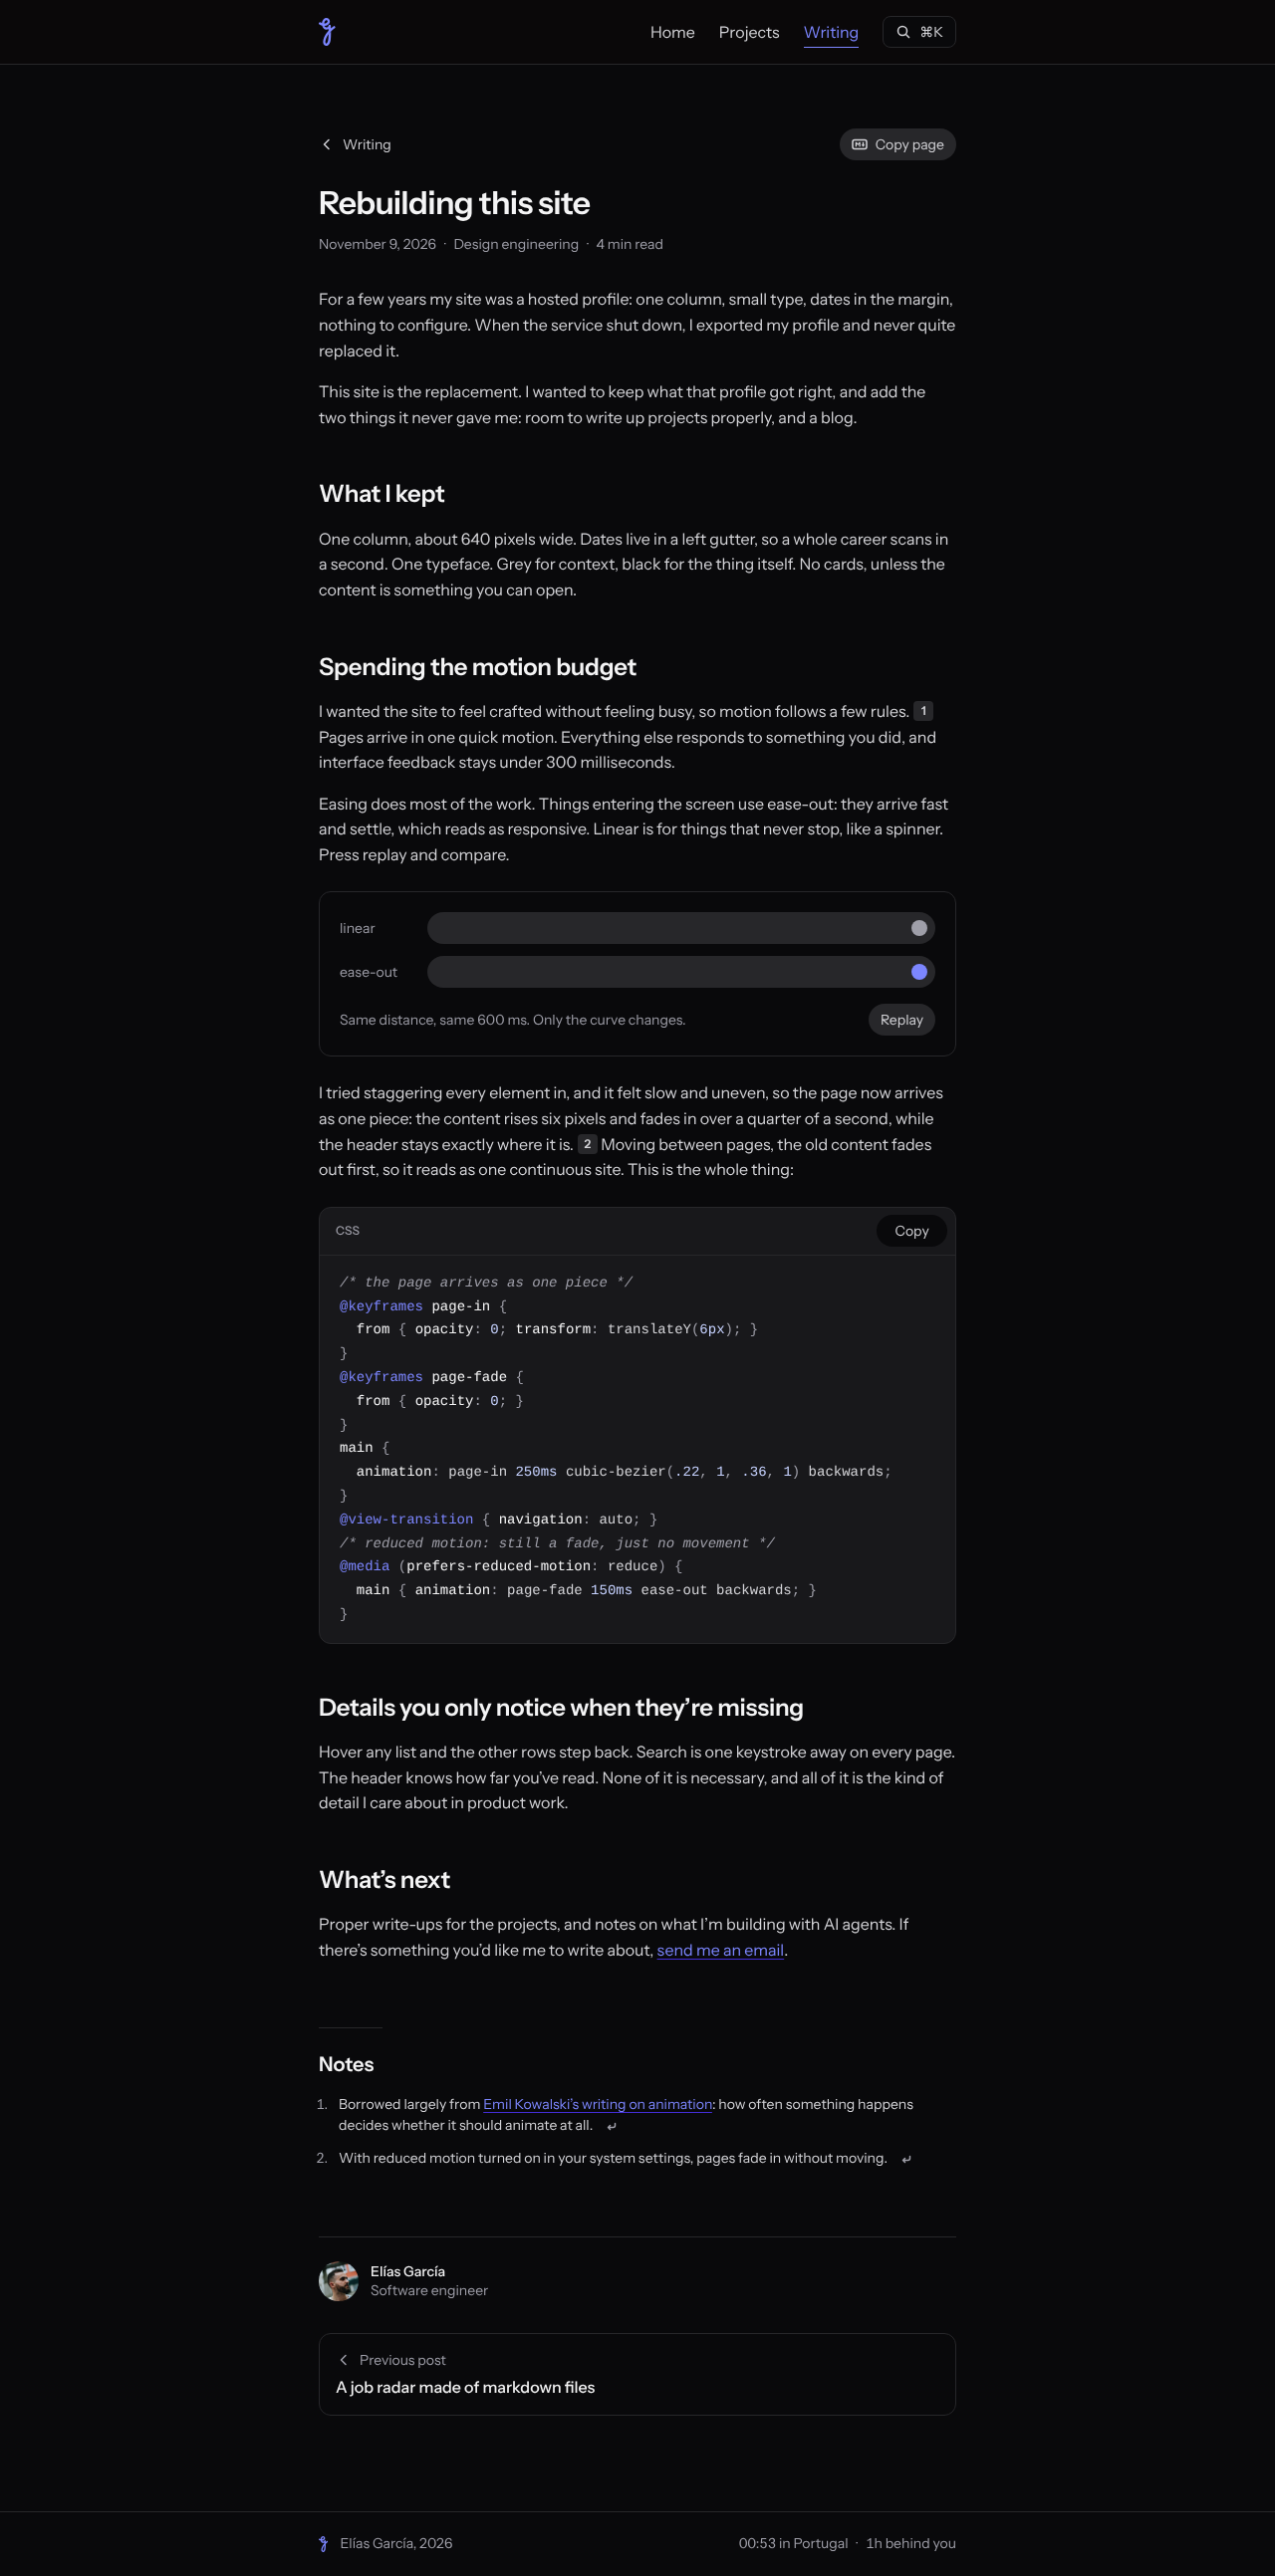 Home Projects Writing ⌘K
Writing
Copy page
Rebuilding this site
November 9, 2026 · Design engineering · 4 min read
For a few years my site was a hosted profile: one column, small type, dates in the margin,
nothing to configure. When the service shut down, I exported my profile and never quite
replaced it.
This site is the replacement. I wanted to keep what that profile got right, and add the
two things it never gave me: room to write up projects properly, and a blog.
What I kept
One column, about 640 pixels wide. Dates live in a left gutter, so a whole career scans in
a second. One typeface. Grey for context, black for the thing itself. No cards, unless the
content is something you can open.
Spending the motion budget
I wanted the site to feel crafted without feeling busy, so motion follows a few rules. 1
Pages arrive in one quick motion. Everything else responds to something you did, and
interface feedback stays under 300 milliseconds.
Easing does most of the work. Things entering the screen use ease-out: they arrive fast
and settle, which reads as responsive. Linear is for things that never stop, like a spinner.
Press replay and compare.
linear
ease-out
Same distance, same 600 ms. Only the curve changes.
Replay
I tried staggering every element in, and it felt slow and uneven, so the page now arrives
as one piece: the content rises six pixels and fades in over a quarter of a second, while
the header stays exactly where it is. 2 Moving between pages, the old content fades
out first, so it reads as one continuous site. This is the whole thing:
CSS
Copy
/* the page arrives as one piece */
@keyframes page-in {
  from { opacity: 0; transform: translateY(6px); }
}
@keyframes page-fade {
  from { opacity: 0; }
}
main {
  animation: page-in 250ms cubic-bezier(.22, 1, .36, 1) backwards;
}
@view-transition { navigation: auto; }
/* reduced motion: still a fade, just no movement */
@media (prefers-reduced-motion: reduce) {
  main { animation: page-fade 150ms ease-out backwards; }
}
Details you only notice when they’re missing
Hover any list and the other rows step back. Search is one keystroke away on every page.
The header knows how far you’ve read. None of it is necessary, and all of it is the kind of
detail I care about in product work.
What’s next
Proper write-ups for the projects, and notes on what I’m building with AI agents. If
there’s something you’d like me to write about, send me an email.
Notes
1. Borrowed largely from Emil Kowalski’s writing on animation: how often something happens
decides whether it should animate at all. ↵
2. With reduced motion turned on in your system settings, pages fade in without moving. ↵
Elías García
Software engineer
Previous post
A job radar made of markdown files
Elías García, 2026
00:53 in Portugal · 1h behind you